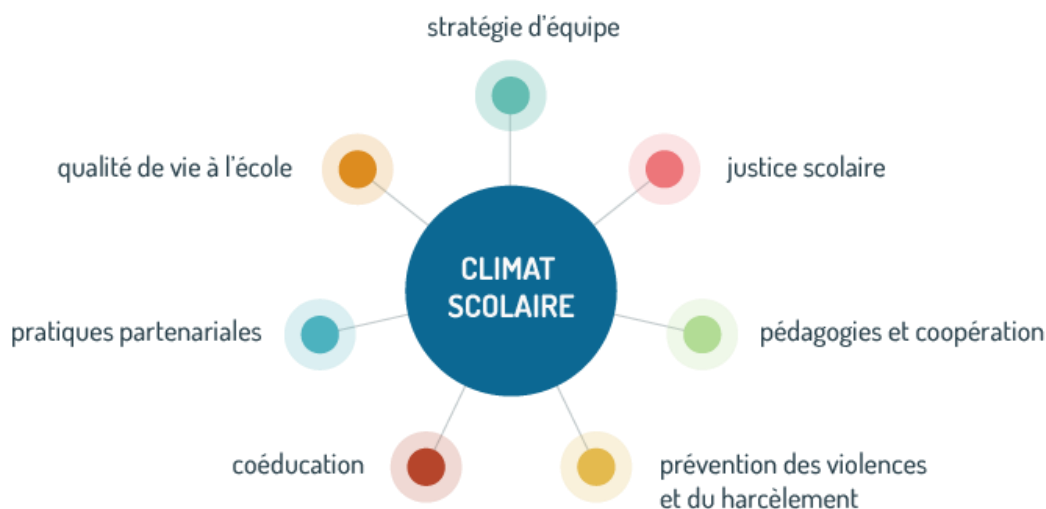 stratégie d'équipe
qualité de vie à l'école
justice scolaire
CLIMAT
SCOLAIRE
pratiques partenariales
pédagogies et coopération
coéducation
prévention des violences
et du harcèlement